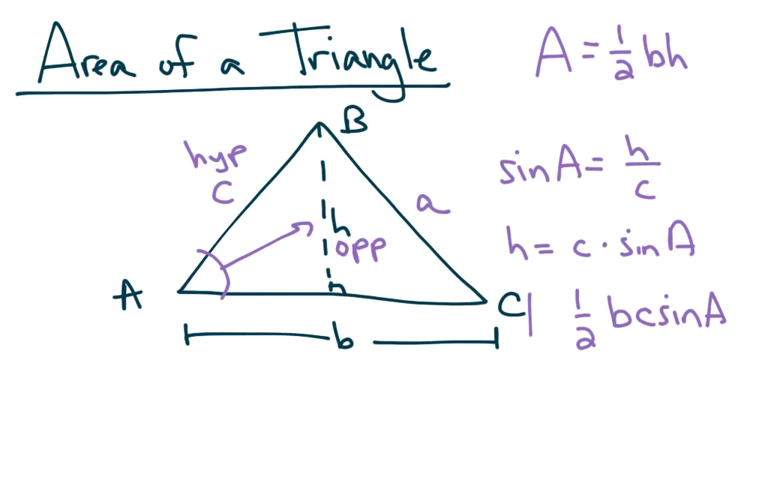 Area of a Triangle
A = 1/2 bh
B
hyp
c
sin A = h/c
a
h
opp
h = c · sin A
A
C
1/2 bc sin A
b